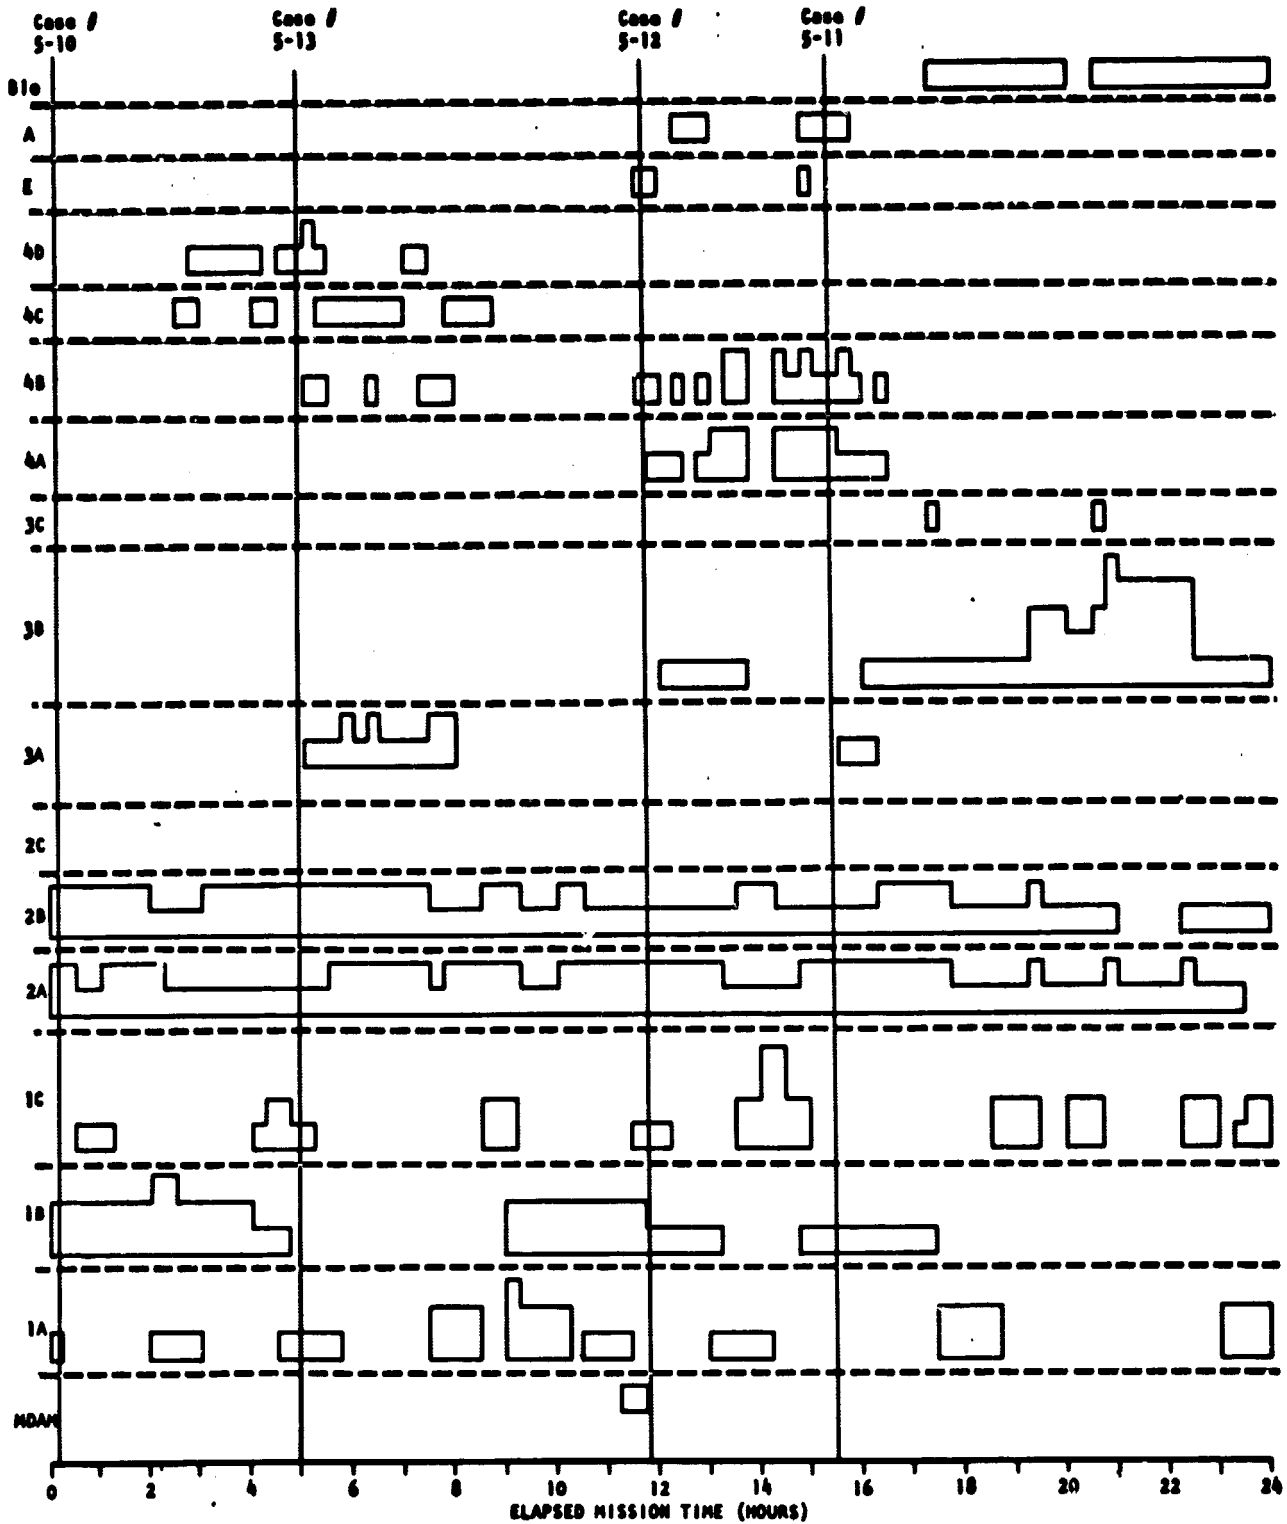 Case # Case # Case # Case #
5-10 5-13 5-12 5-11
Bio
A
E
4D
4C
4B
4A
3C
3B
3A
2C
2B
2A
1C
1B
1A
MDAM
0 2 4 6 8 10 12 14 16 18 20 22 24
ELAPSED MISSION TIME (HOURS)